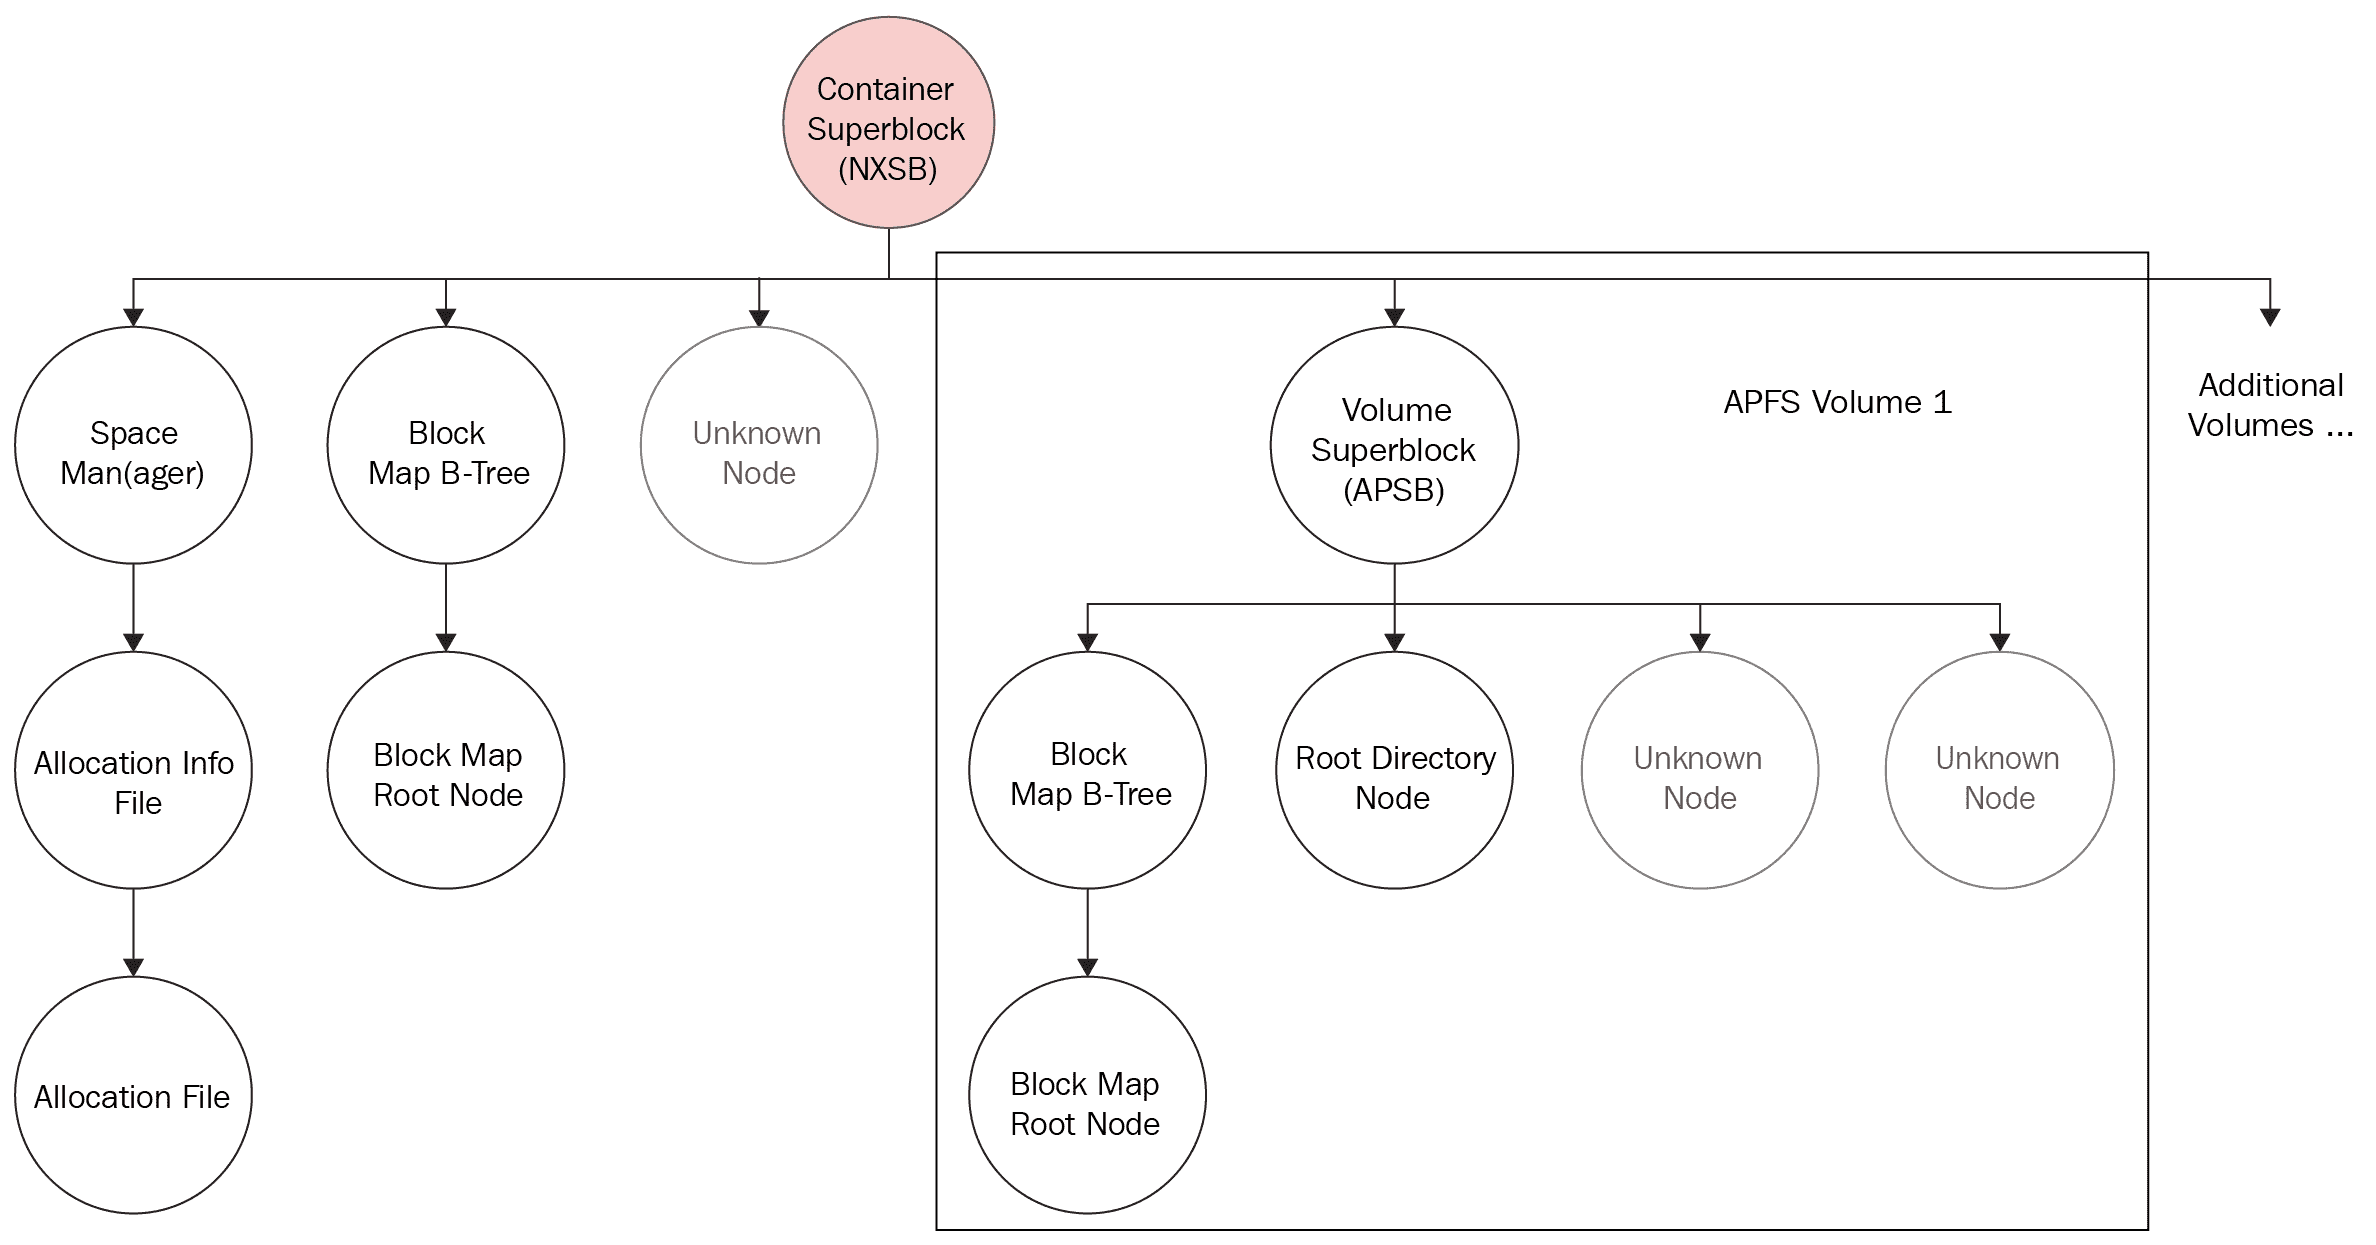 Container
Superblock
(NXSB)
Space
Man(ager)
Block
Map B-Tree
Unknown
Node
Volume
Superblock
(APSB)
APFS Volume 1
Additional
Volumes ...
Allocation Info
File
Block Map
Root Node
Block
Map B-Tree
Root Directory
Node
Unknown
Node
Unknown
Node
Allocation File
Block Map
Root Node